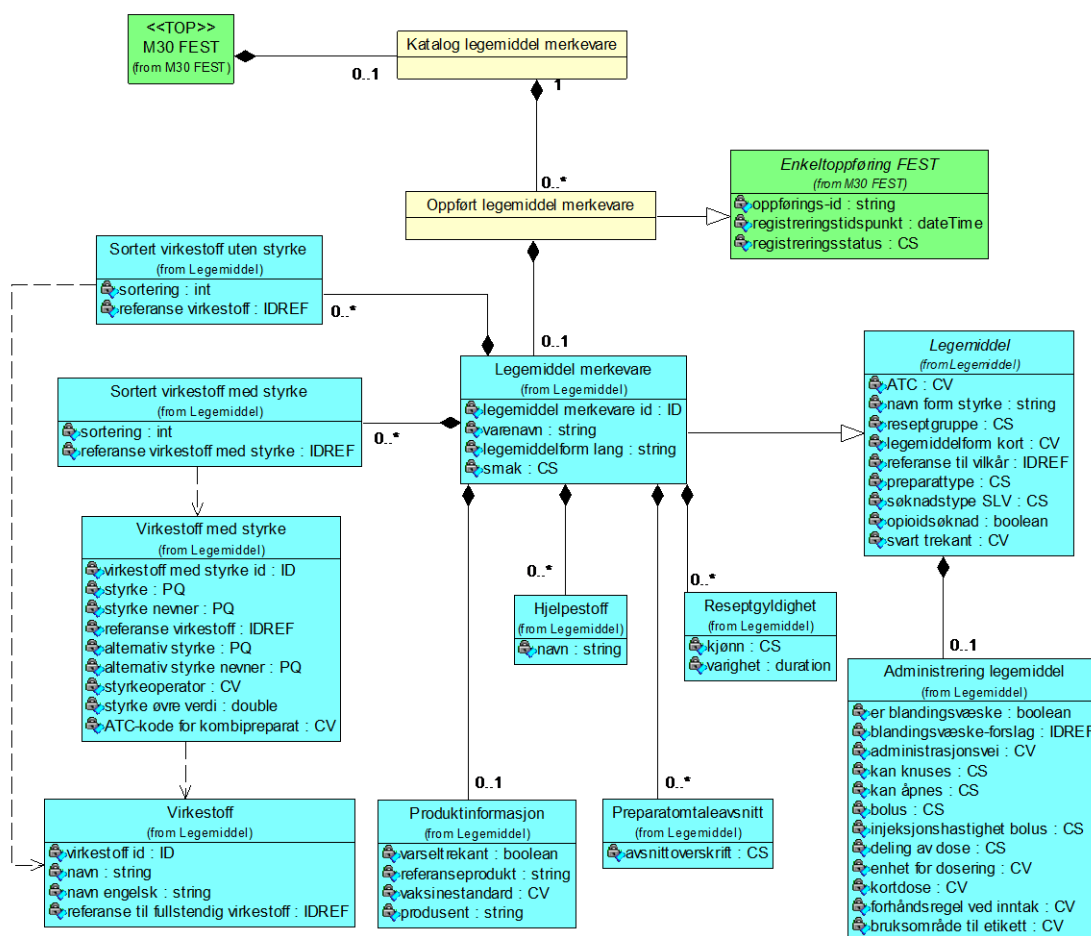 <<TOP>>
M30 FEST
(from M30 FEST)
0..1
Katalog legemiddel merkevare
1
0..*
Oppført legemiddel merkevare
Enkeltoppføring FEST
(from M30 FEST)
oppførings-id : string
registreringstidspunkt : dateTime
registreringsstatus : CS
Sortert virkestoff uten styrke
(from Legemiddel)
sortering : int
referanse virkestoff : IDREF
0..*
0..1
Legemiddel merkevare
(from Legemiddel)
legemiddel merkevare id : ID
varenavn : string
legemiddelform lang : string
smak : CS
Legemiddel
(from Legemiddel)
ATC : CV
navn form styrke : string
reseptgruppe : CS
legemiddelform kort : CV
referanse til vilkår : IDREF
preparattype : CS
søknadstype SLV : CS
opioidsøknad : boolean
svart trekant : CV
Sortert virkestoff med styrke
(from Legemiddel)
sortering : int
referanse virkestoff med styrke : IDREF
0..*
Virkestoff med styrke
(from Legemiddel)
virkestoff med styrke id : ID
styrke : PQ
styrke nevner : PQ
referanse virkestoff : IDREF
alternativ styrke : PQ
alternativ styrke nevner : PQ
styrkeoperator : CV
styrke øvre verdi : double
ATC-kode for kombipreparat : CV
0..*
Hjelpestoff
(from Legemiddel)
navn : string
0..*
Reseptgyldighet
(from Legemiddel)
kjønn : CS
varighet : duration
0..1
Administrering legemiddel
(from Legemiddel)
er blandingsvæske : boolean
blandingsvæske-forslag : IDREF
administrasjonsvei : CV
kan knuses : CS
kan åpnes : CS
bolus : CS
injeksjonshastighet bolus : CS
deling av dose : CS
enhet for dosering : CV
kortdose : CV
forhåndsregel ved inntak : CV
bruksområde til etikett : CV
Virkestoff
(from Legemiddel)
virkestoff id : ID
navn : string
navn engelsk : string
referanse til fullstendig virkestoff : IDREF
0..1
Produktinformasjon
(from Legemiddel)
varseltrekant : boolean
referanseprodukt : string
vaksinestandard : CV
produsent : string
0..*
Preparatomtaleavsnitt
(from Legemiddel)
avsnittoverskrift : CS